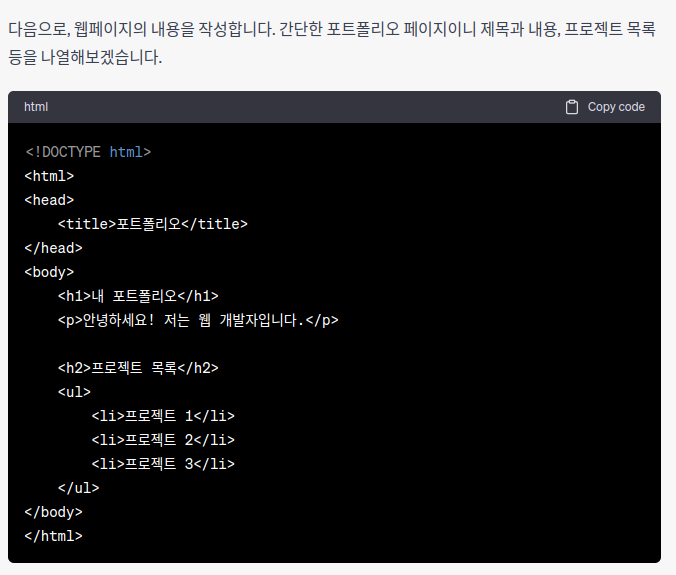 다음으로, 웹페이지의 내용을 작성합니다. 간단한 포트폴리오 페이지이니 제목과 내용, 프로젝트 목록
등을 나열해보겠습니다.
html Copy code
<!DOCTYPE html>
<html>
<head>
    <title>포트폴리오</title>
</head>
<body>
    <h1>내 포트폴리오</h1>
    <p>안녕하세요! 저는 웹 개발자입니다.</p>

    <h2>프로젝트 목록</h2>
    <ul>
        <li>프로젝트 1</li>
        <li>프로젝트 2</li>
        <li>프로젝트 3</li>
    </ul>
</body>
</html>